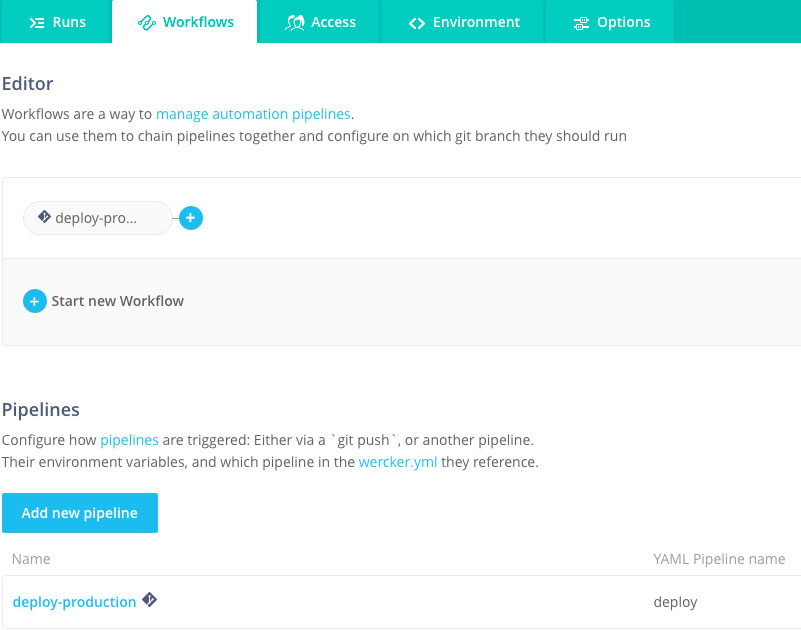 Runs Workflows Access Environment Options
Editor
Workflows are a way to manage automation pipelines.
You can use them to chain pipelines together and configure on which git branch they should run
deploy-pro... +
+ Start new Workflow
Pipelines
Configure how pipelines are triggered: Either via a `git push`, or another pipeline.
Their environment variables, and which pipeline in the wercker.yml they reference.
Add new pipeline
Name YAML Pipeline name
deploy-production deploy